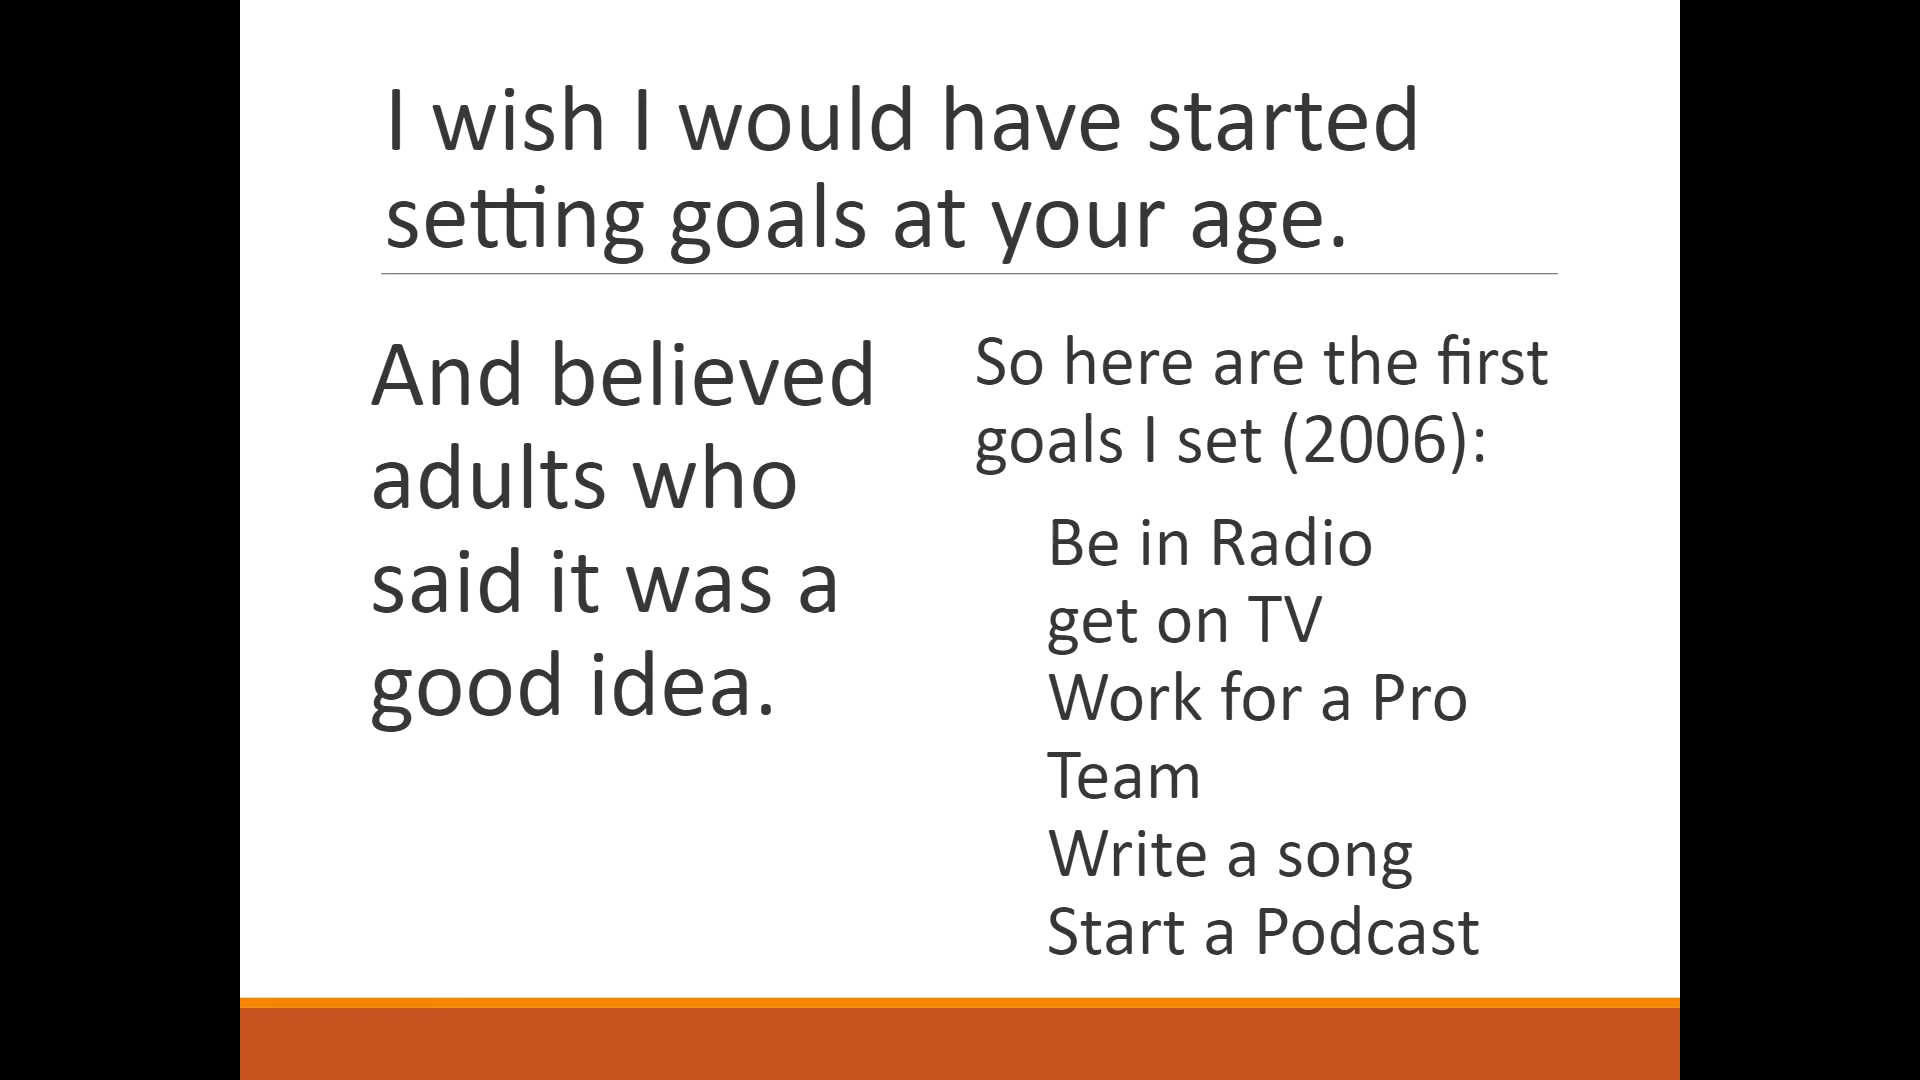 I wish I would have started
setting goals at your age.
And believed
adults who
said it was a
good idea.
So here are the first
goals I set (2006):
Be in Radio
get on TV
Work for a Pro
Team
Write a song
Start a Podcast